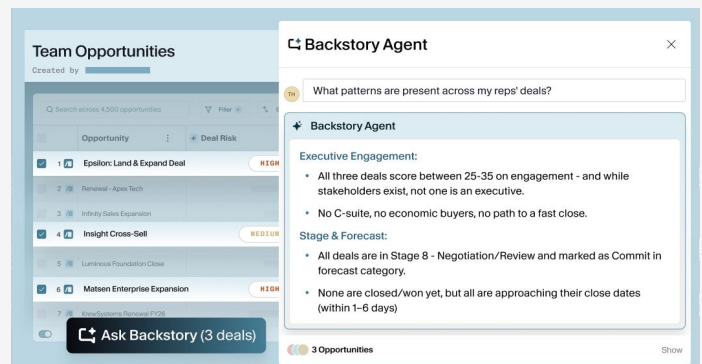 Team Opportunities
Created by
Search across 4,500 opportunities
Filter
Opportunity
Deal Risk
1 Epsilon: Land & Expand Deal HIGH
2 Renewal - Apex Tech
3 Infinity Sales Expansion
4 Insight Cross-Sell MEDIUM
5 Luminous Foundation Close
6 Matsen Enterprise Expansion HIGH
7 KrewSystems Renewal FY26
Ask Backstory (3 deals)
Backstory Agent
TH
What patterns are present across my reps' deals?
Backstory Agent
Executive Engagement:
• All three deals score between 25-35 on engagement - and while
stakeholders exist, not one is an executive.
• No C-suite, no economic buyers, no path to a fast close.
Stage & Forecast:
• All deals are in Stage 8 - Negotiation/Review and marked as Commit in
forecast category.
• None are closed/won yet, but all are approaching their close dates
(within 1–6 days)
3 Opportunities
Show